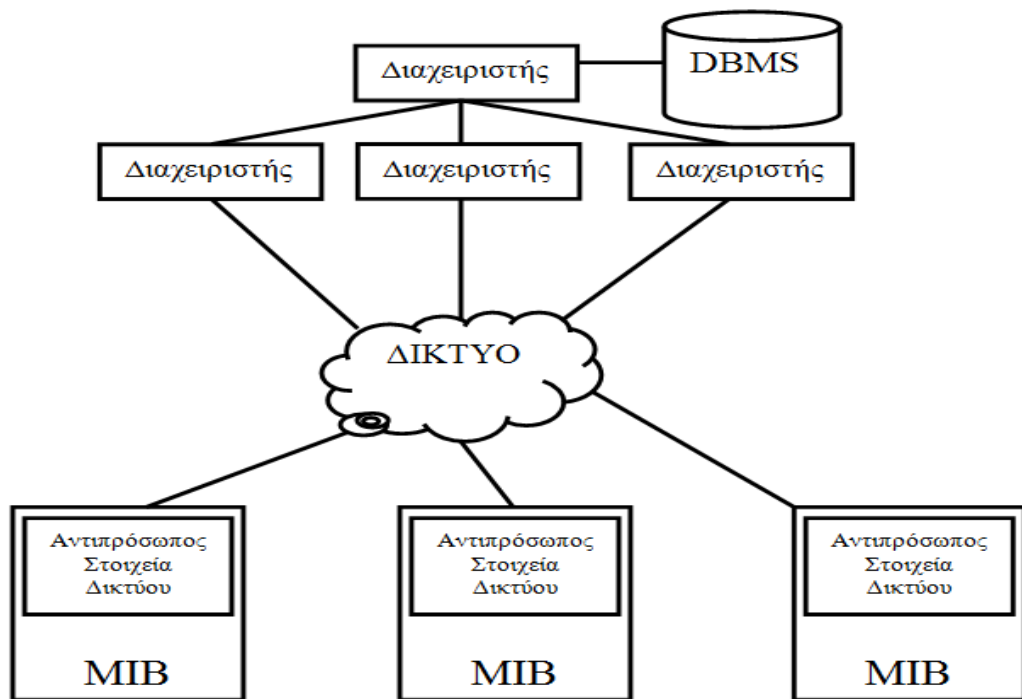 Διαχειριστής
DBMS
Διαχειριστής
Διαχειριστής
Διαχειριστής
ΔΙΚΤΥΟ
Αντιπρόσωπος
Στοιχεία
Δικτύου
MIB
Αντιπρόσωπος
Στοιχεία
Δικτύου
MIB
Αντιπρόσωπος
Στοιχεία
Δικτύου
MIB